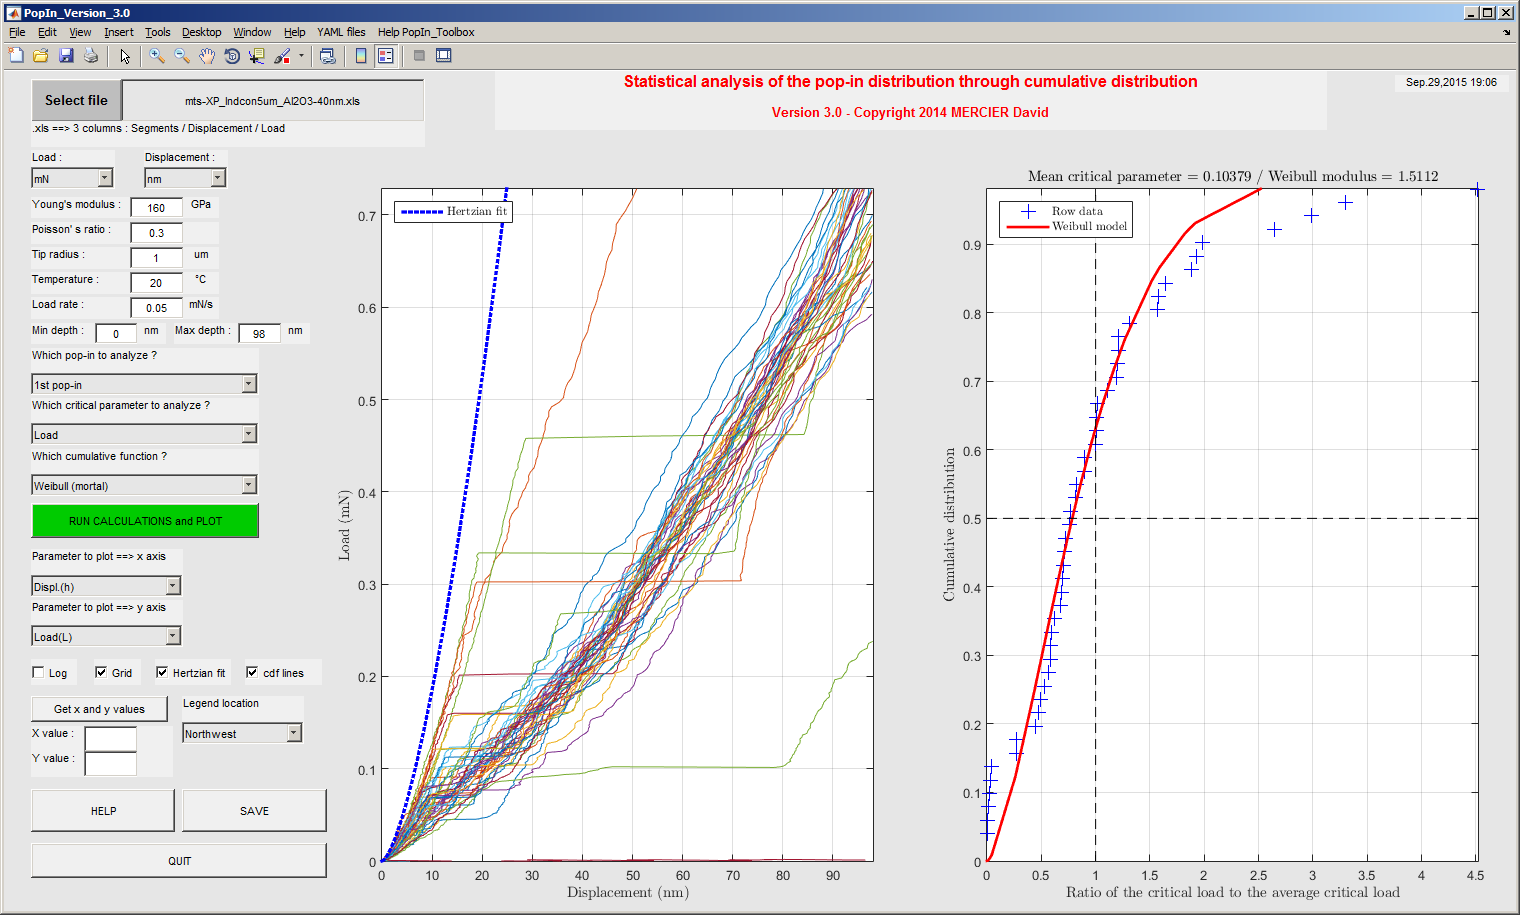 PopIn_Version_3.0
File Edit View Insert Tools Desktop Window Help YAML files Help PopIn_Toolbox
Statistical analysis of the pop-in distribution through cumulative distribution
Version 3.0 - Copyright 2014 MERCIER David
Sep.29,2015 19:06
Select file
mts-XP_Indcon5um_Al2O3-40nm.xls
.xls ==> 3 columns : Segments / Displacement / Load
Load :
Displacement :
mN
nm
Young's modulus : 160 GPa
Poisson' s ratio : 0.3
Tip radius : 1 um
Temperature : 20 °C
Load rate : 0.05 mN/s
Min depth : 0 nm Max depth : 98 nm
Which pop-in to analyze ?
1st pop-in
Which critical parameter to analyze ?
Load
Which cumulative function ?
Weibull (mortal)
RUN CALCULATIONS and PLOT
Parameter to plot ==> x axis
Displ.(h)
Parameter to plot ==> y axis
Load(L)
Log Grid Hertzian fit cdf lines
Get x and y values
Legend location
X value :
Northwest
Y value :
HELP SAVE
QUIT
Hertzian fit
0.7
0.6
0.5
0.4
0.3
0.2
0.1
0
0 10 20 30 40 50 60 70 80 90
Load (mN)
Displacement (nm)
Mean critical parameter = 0.10379 / Weibull modulus = 1.5112
Row data
Weibull model
0.9
0.8
0.7
0.6
0.5
0.4
0.3
0.2
0.1
0
0 0.5 1 1.5 2 2.5 3 3.5 4 4.5
Cumulative distribution
Ratio of the critical load to the average critical load